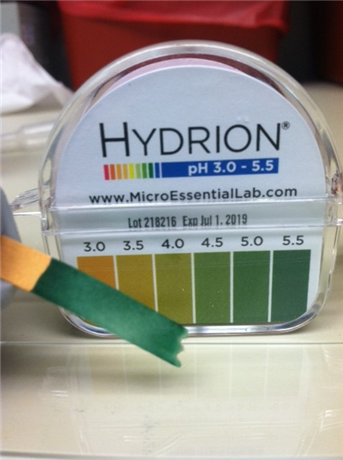 HYDRION®
pH 3.0 - 5.5
www.MicroEssentialLab.com
Lot 218216 Exp Jul 1, 2019
3.0 3.5 4.0 4.5 5.0 5.5